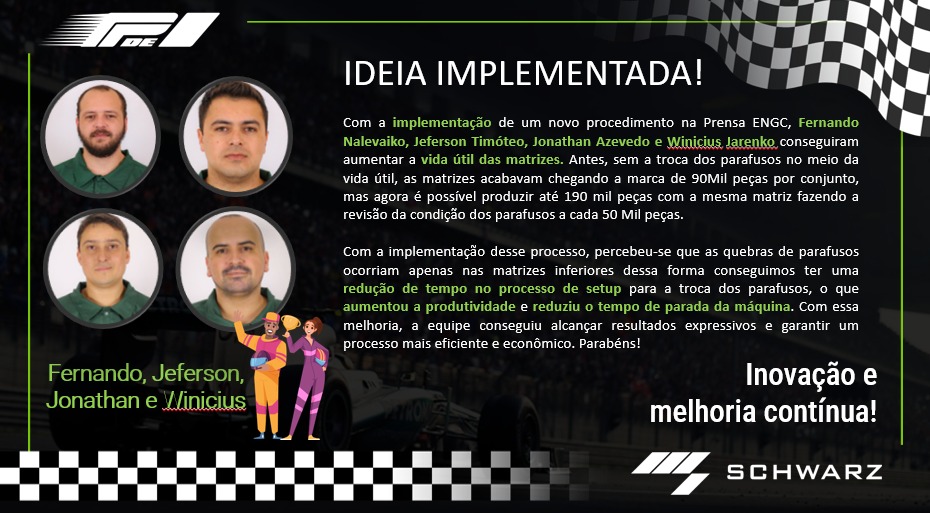 PDE
IDEIA IMPLEMENTADA!
Com a implementação de um novo procedimento na Prensa ENGC, Fernando
Nalevaiko, Jeferson Timóteo, Jonathan Azevedo e Winicius Jarenko conseguiram
aumentar a vida útil das matrizes. Antes, sem a troca dos parafusos no meio da
vida útil, as matrizes acabavam chegando a marca de 90Mil peças por conjunto,
mas agora é possível produzir até 190 mil peças com a mesma matriz fazendo a
revisão da condição dos parafusos a cada 50 Mil peças.
Com a implementação desse processo, percebeu-se que as quebras de parafusos
ocorriam apenas nas matrizes inferiores dessa forma conseguimos ter uma
redução de tempo no processo de setup para a troca dos parafusos, o que
aumentou a produtividade e reduziu o tempo de parada da máquina. Com essa
melhoria, a equipe conseguiu alcançar resultados expressivos e garantir um
processo mais eficiente e econômico. Parabéns!
Fernando, Jeferson,
Jonathan e Winicius
Inovação e
melhoria contínua!
SCHWARZ